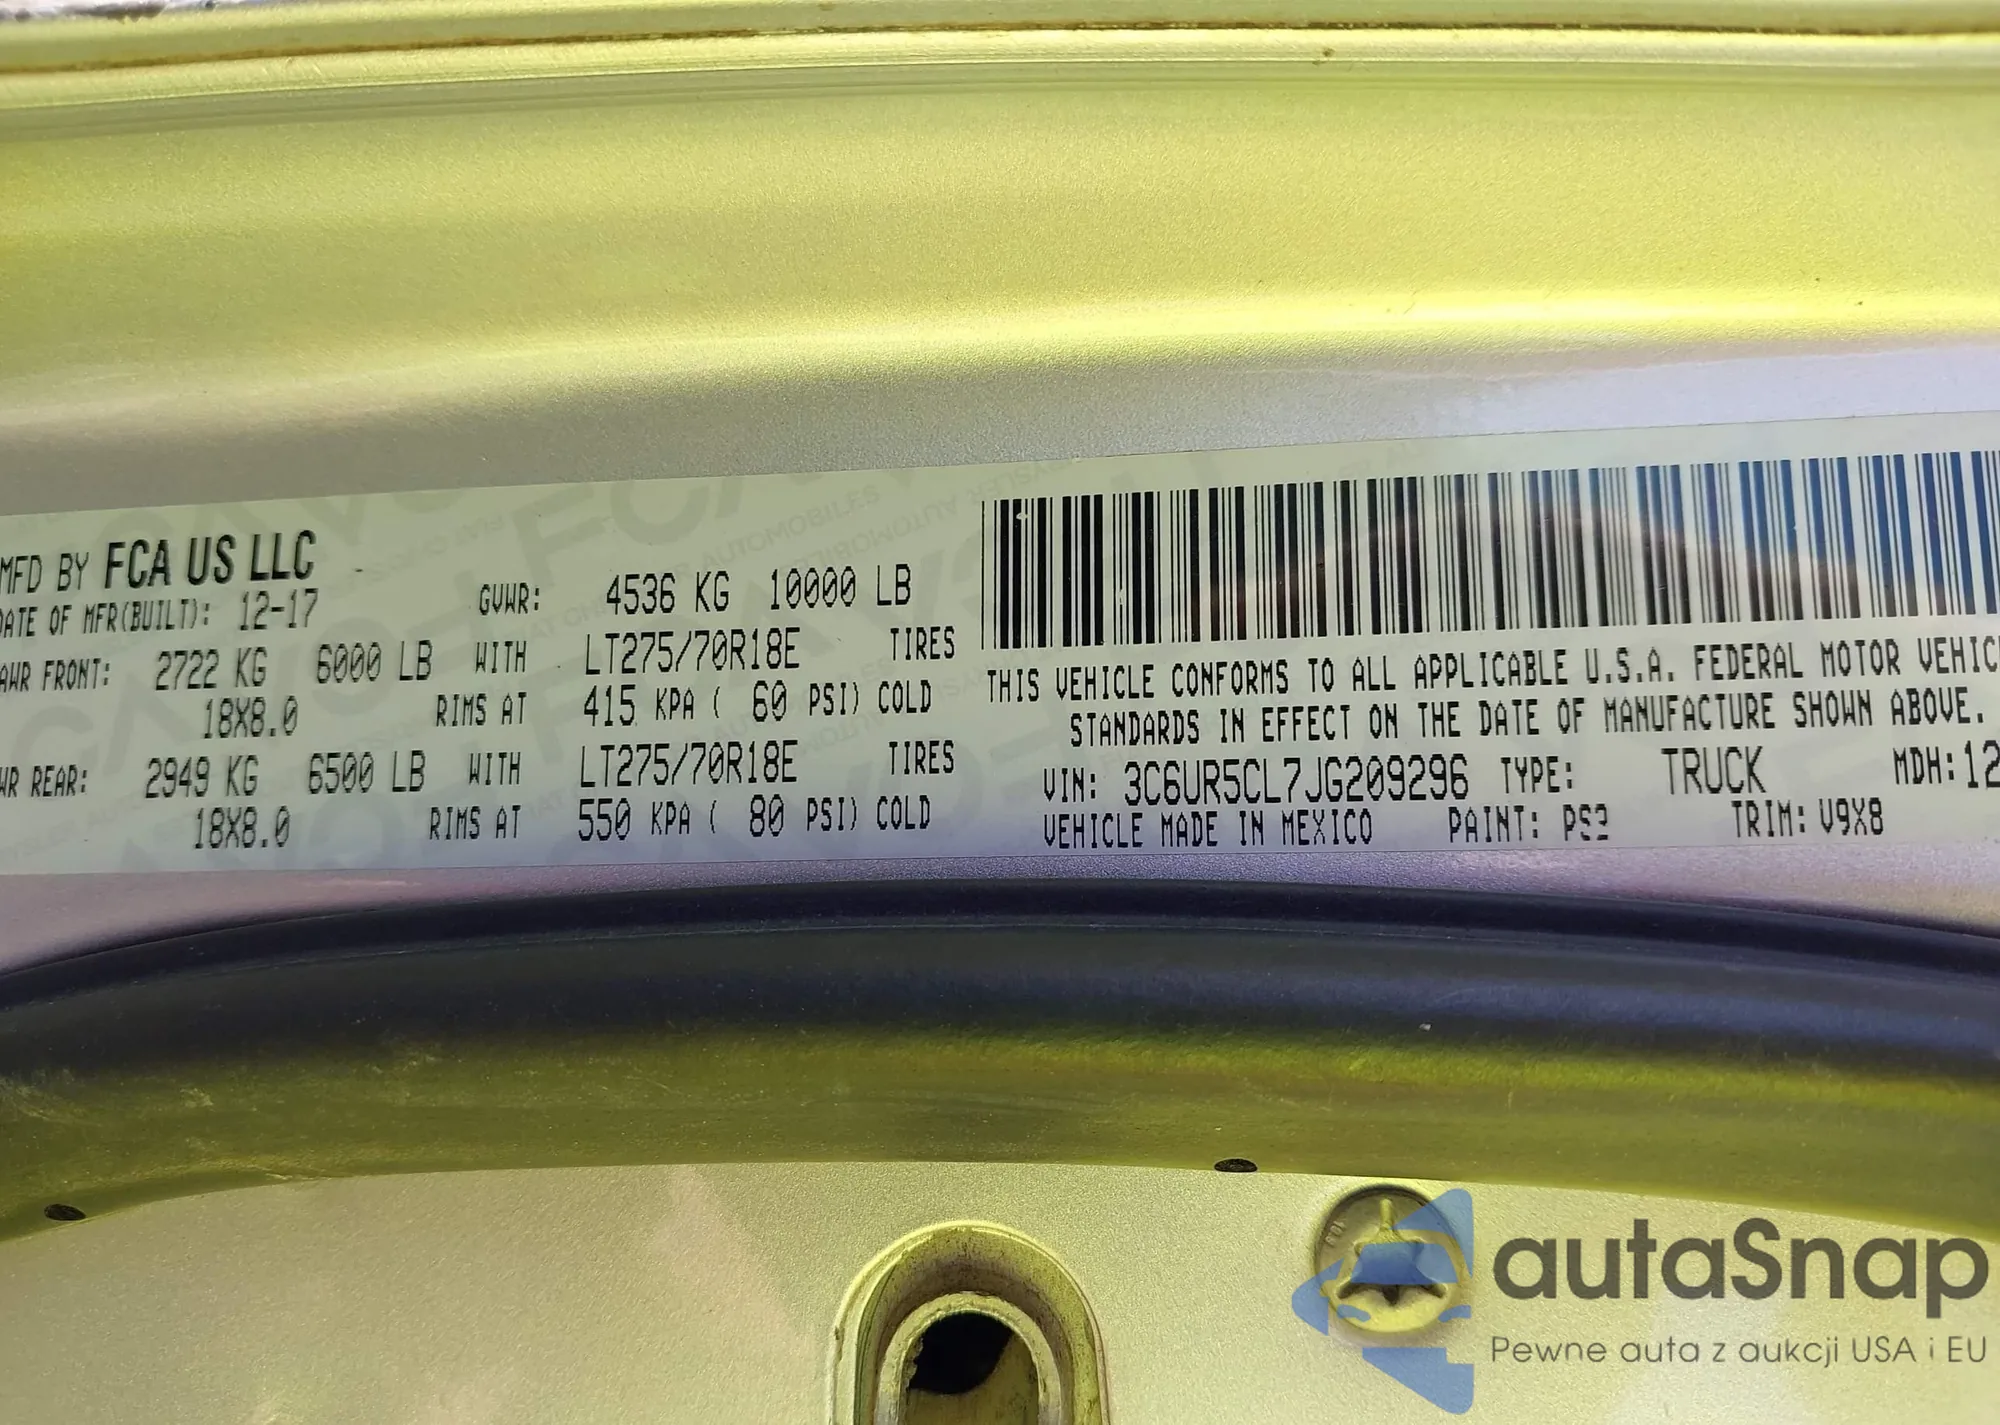 MFD BY FCA US LLC
DATE OF MFR(BUILT): 12-17 GVWR: 4536 KG 10000 LB
AWR FRONT: 2722 KG 6000 LB WITH LT275/70R18E TIRES
18X8.0 RIMS AT 415 KPA ( 60 PSI) COLD
WR REAR: 2949 KG 6500 LB WITH LT275/70R18E TIRES
18X8.0 RIMS AT 550 KPA ( 80 PSI) COLD
THIS VEHICLE CONFORMS TO ALL APPLICABLE U.S.A. FEDERAL MOTOR VEHIC
STANDARDS IN EFFECT ON THE DATE OF MANUFACTURE SHOWN ABOVE.
VIN: 3C6UR5CL7JG209296 TYPE: TRUCK MDH: 12
VEHICLE MADE IN MEXICO PAINT: PS2 TRIM: V9X8
autaSnap
Pewne auta z aukcji USA i EU